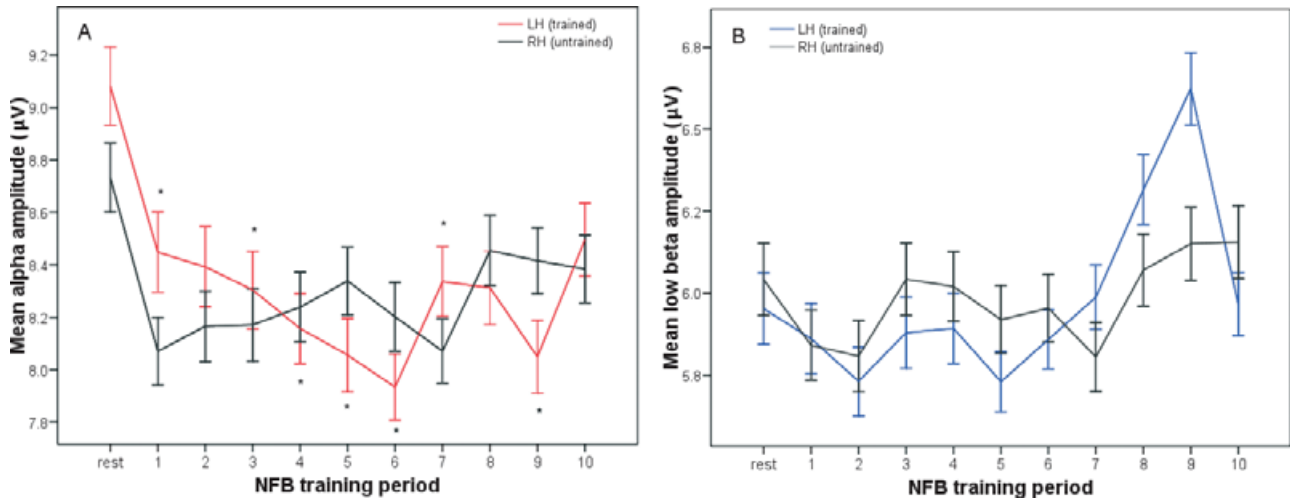 A
LH (trained)
RH (untrained)
Mean alpha amplitude (µV)
9.2
9.0
8.8
8.6
8.4
8.2
8.0
7.8
*
*
*
*
*
*
*
rest 1 2 3 4 5 6 7 8 9 10
NFB training period
B
LH (trained)
RH (untrained)
Mean low beta amplitude (µV)
6.8
6.5
6.2
6.0
5.8
rest 1 2 3 4 5 6 7 8 9 10
NFB training period